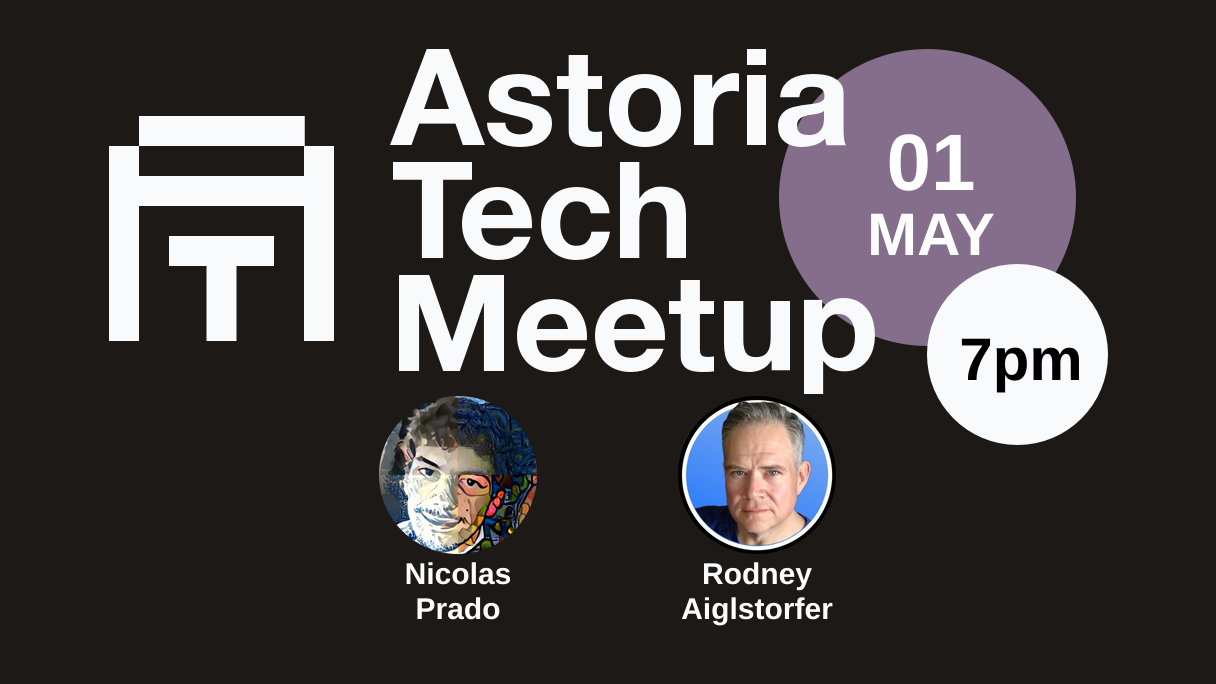 Astoria
Tech
Meetup
01
MAY
7pm
Nicolas
Prado
Rodney
Aiglstorfer